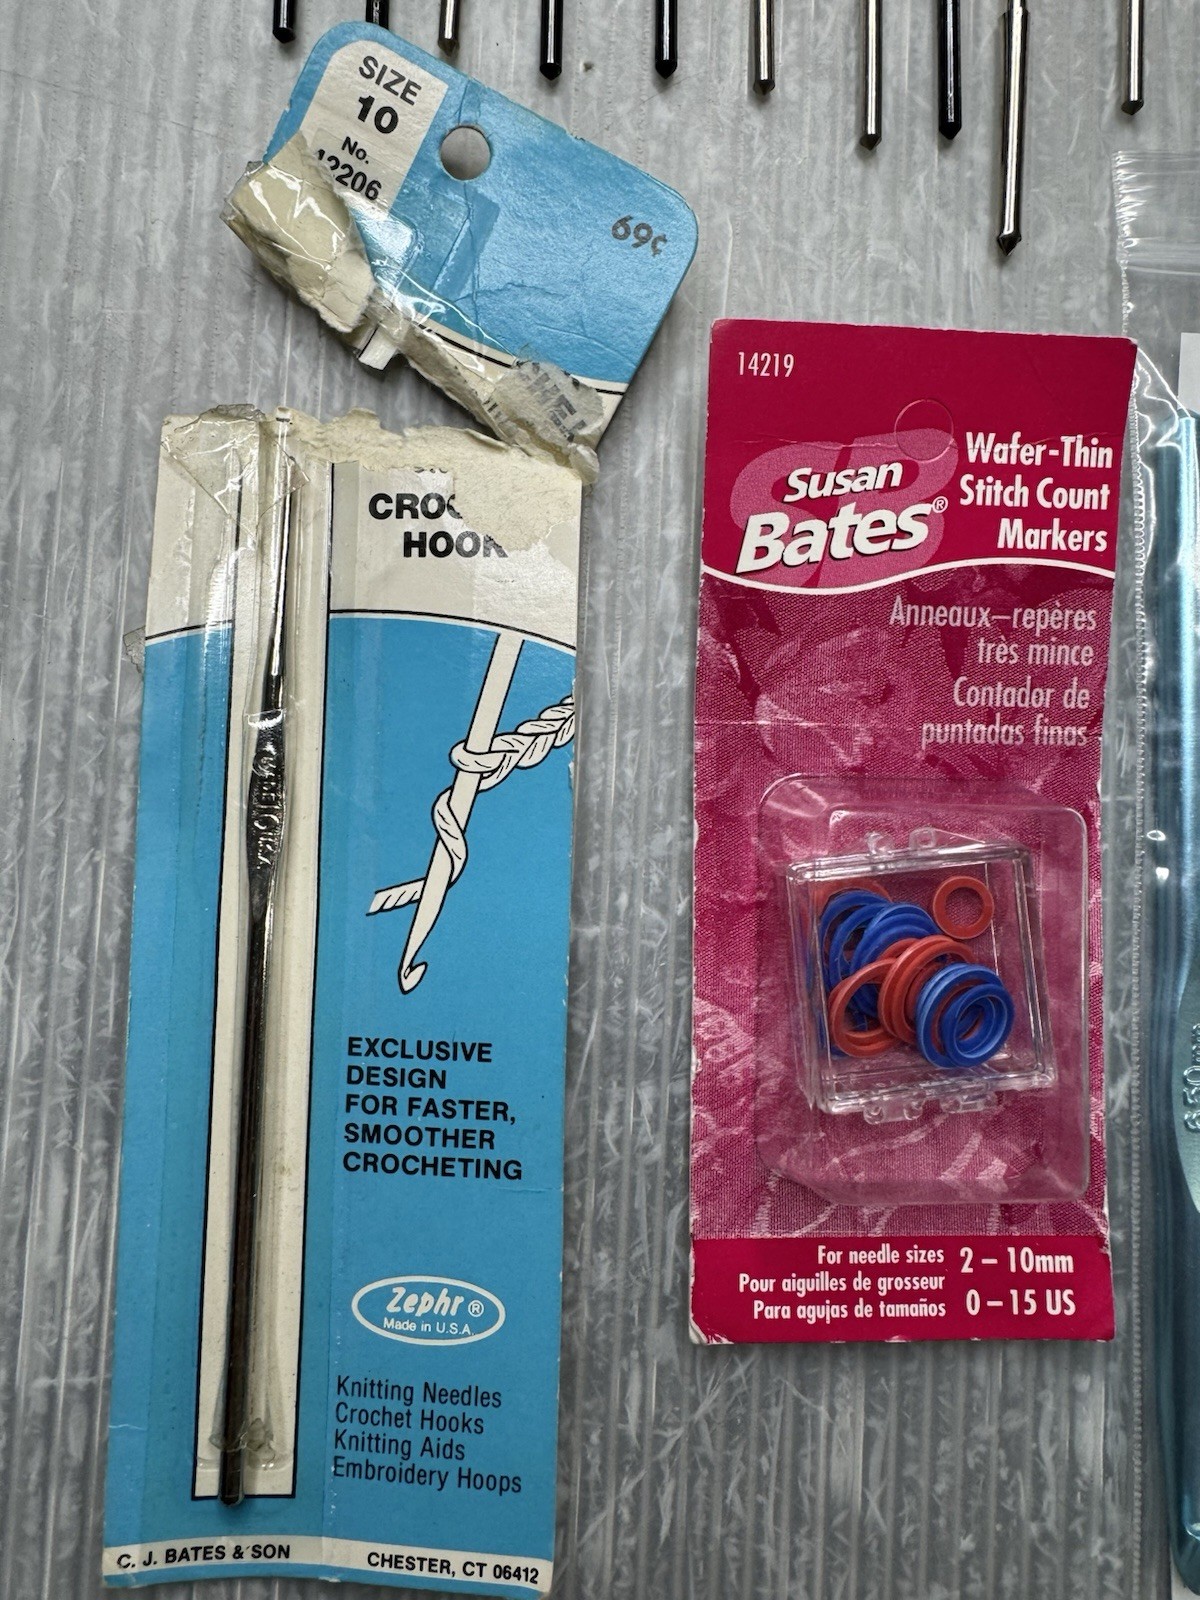 SIZE
10
No.
12206
69¢
HOOK
EXCLUSIVE
DESIGN
FOR FASTER,
SMOOTHER
CROCHETING
Zephr®
Made in U.S.A.
Knitting Needles
Crochet Hooks
Knitting Aids
Embroidery Hoops
C. J. BATES & SON
CHESTER, CT 06412
14219
Susan
Bates®
Wafer-Thin
Stitch Count
Markers
Anneaux-repères
très mince
Contador de
puntadas finas
For needle sizes
Pour aiguilles de grosseur
Para agujas de tamaños
2 – 10mm
0 – 15 US